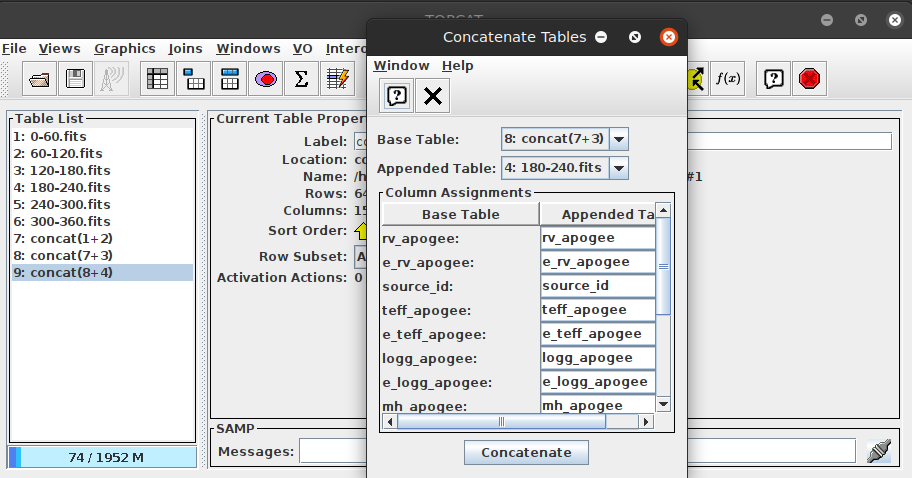 TOPCAT
Concatenate Tables
File Views Graphics Joins Windows VO
Window Help
Σ
f(x)
Table List
1: 0-60.fits
2: 60-120.fits
3: 120-180.fits
4: 180-240.fits
5: 240-300.fits
6: 300-360.fits
7: concat(1+2)
8: concat(7+3)
9: concat(8+4)
74 / 1952 M
Current Table Proper
Label:
Location:
Name: /h #1
Rows: 64
Columns: 15
Sort Order:
Row Subset: A
Activation Actions: 0
SAMP
Messages:
Base Table: 8: concat(7+3)
Appended Table: 4: 180-240.fits
Column Assignments
Base Table Appended Ta
rv_apogee: rv_apogee
e_rv_apogee: e_rv_apogee
source_id: source_id
teff_apogee: teff_apogee
e_teff_apogee: e_teff_apogee
logg_apogee: logg_apogee
e_logg_apogee: e_logg_apogee
mh_apogee: mh_apogee
Concatenate